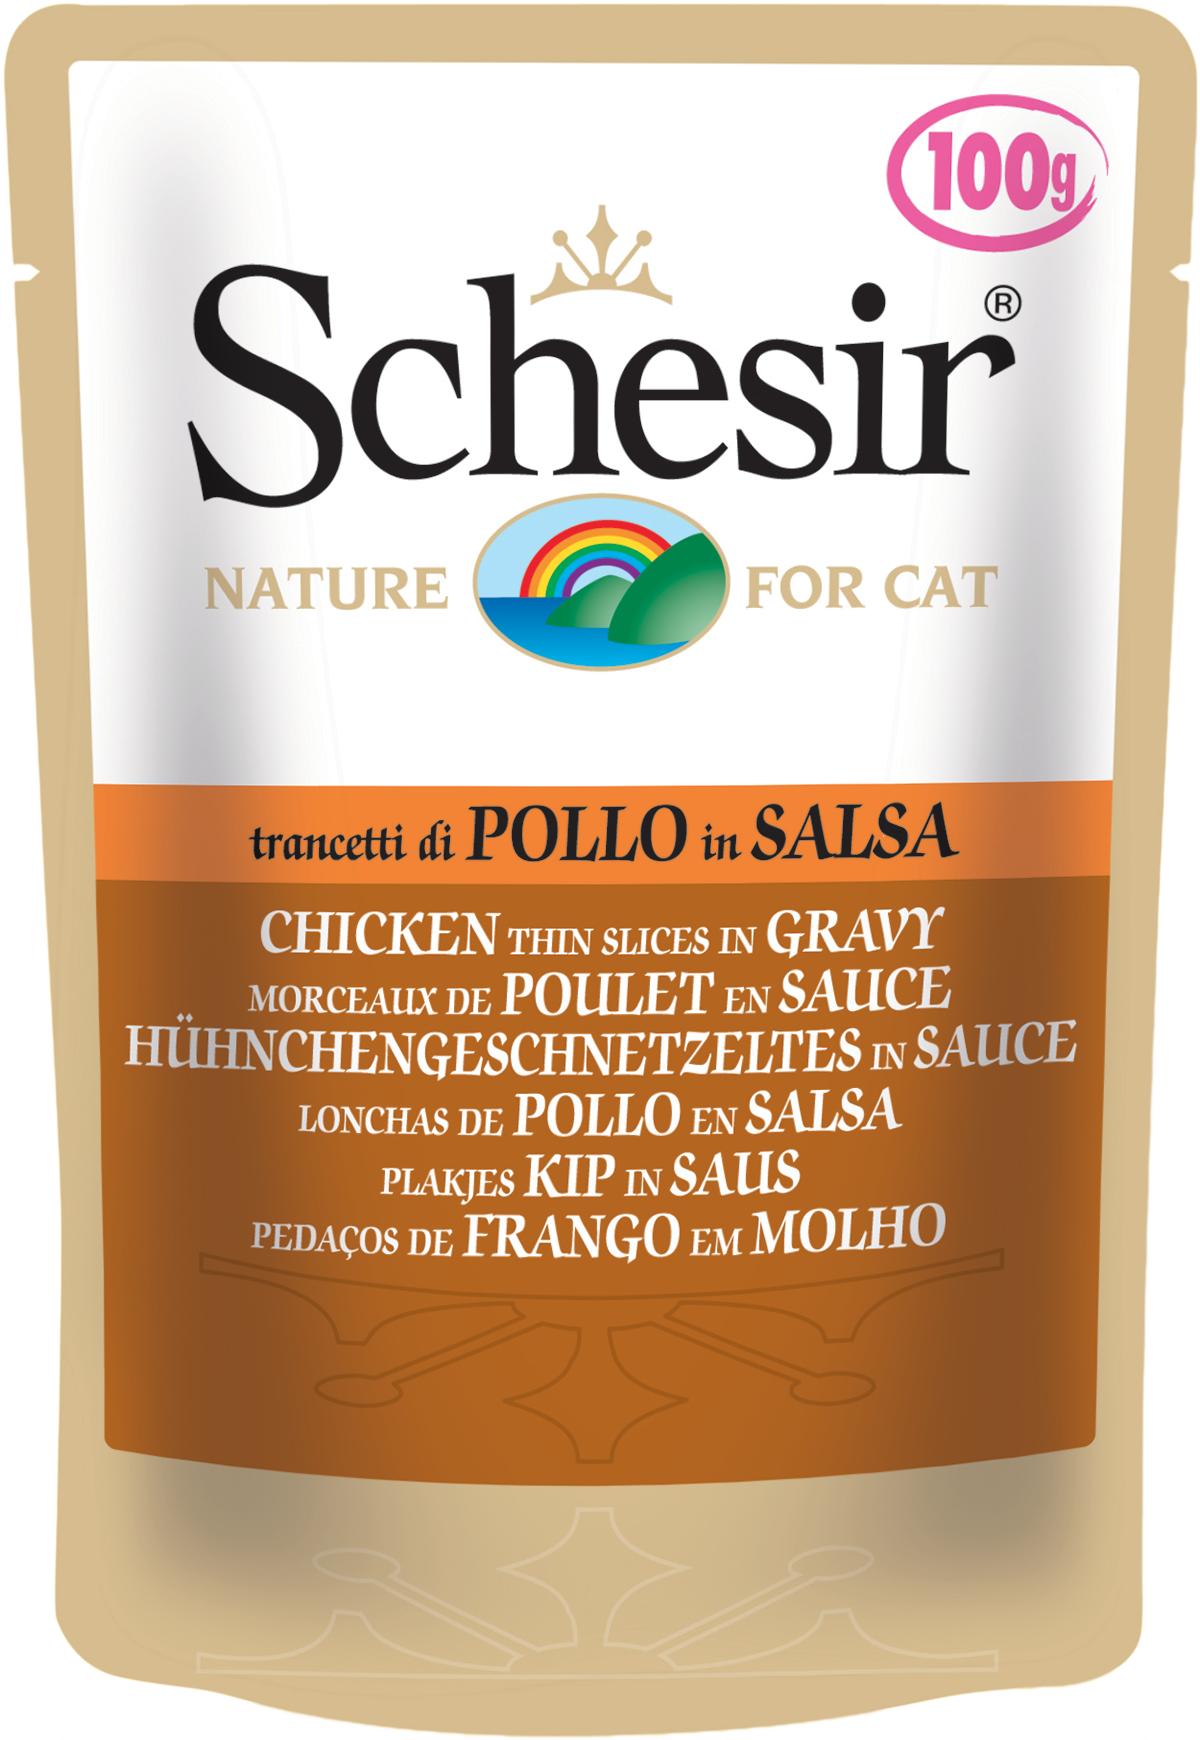 100g
Schesir®
NATURE FOR CAT
trancetti di POLLO in SALSA
CHICKEN THIN SLICES IN GRAVY
MORCEAUX DE POULET EN SAUCE
HÜHNCHENGESCHNETZELTES IN SAUCE
LONCHAS DE POLLO EN SALSA
PLAKJES KIP IN SAUS
PEDAÇOS DE FRANGO EM MOLHO